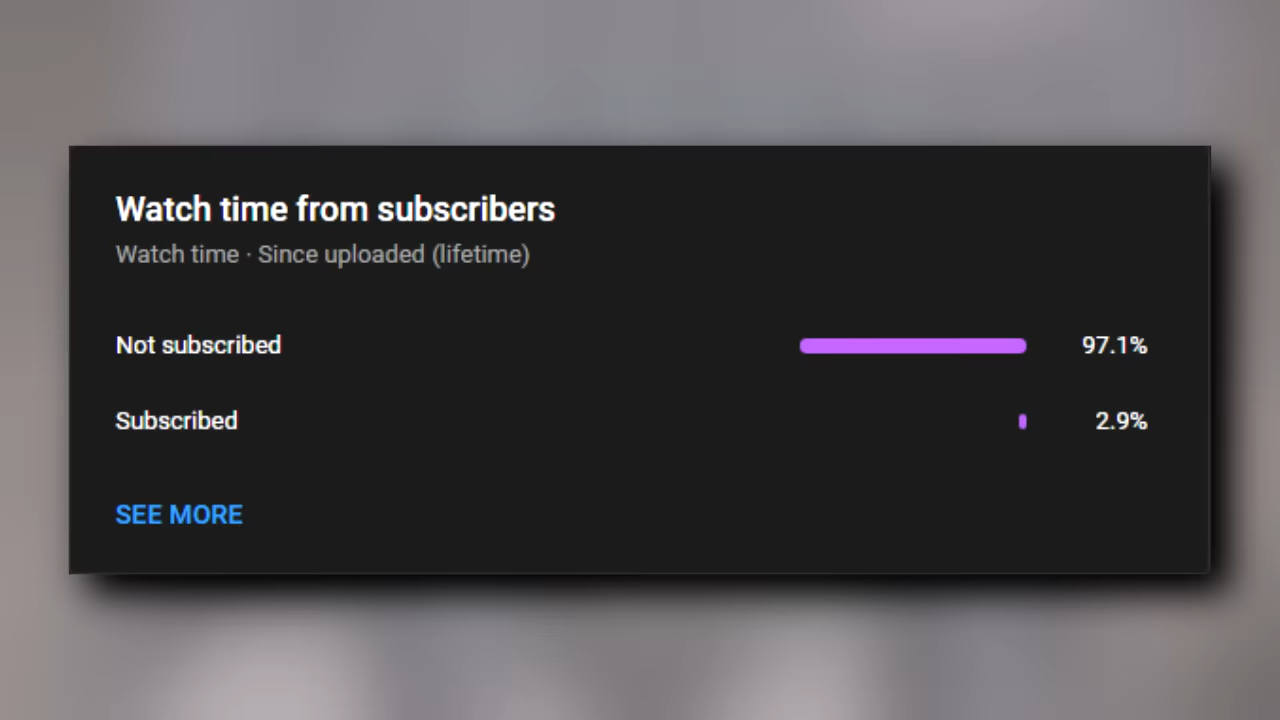 Watch time from subscribers
Watch time · Since uploaded (lifetime)
Not subscribed 97.1%
Subscribed 2.9%
SEE MORE